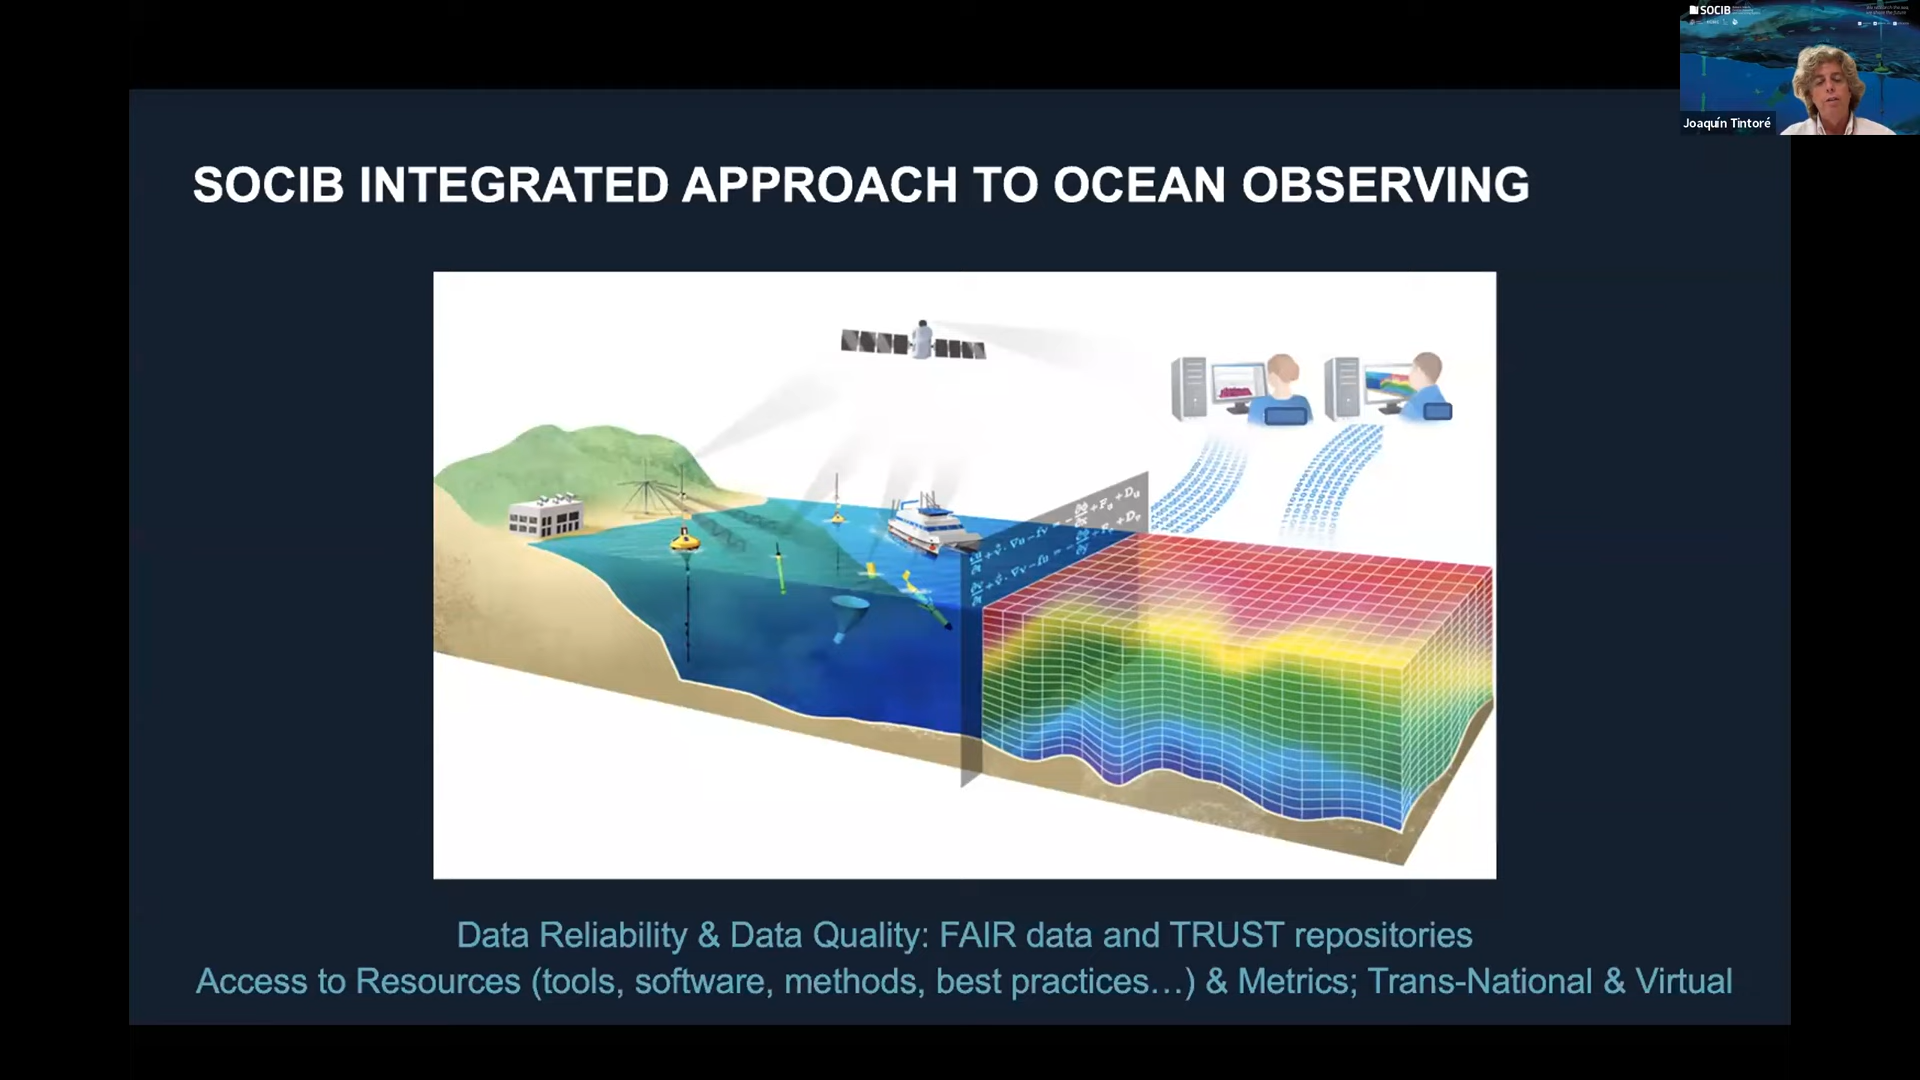 SOCIB
Joaquín Tintoré
SOCIB INTEGRATED APPROACH TO OCEAN OBSERVING
Data Reliability & Data Quality: FAIR data and TRUST repositories
Access to Resources (tools, software, methods, best practices…) & Metrics; Trans-National & Virtual